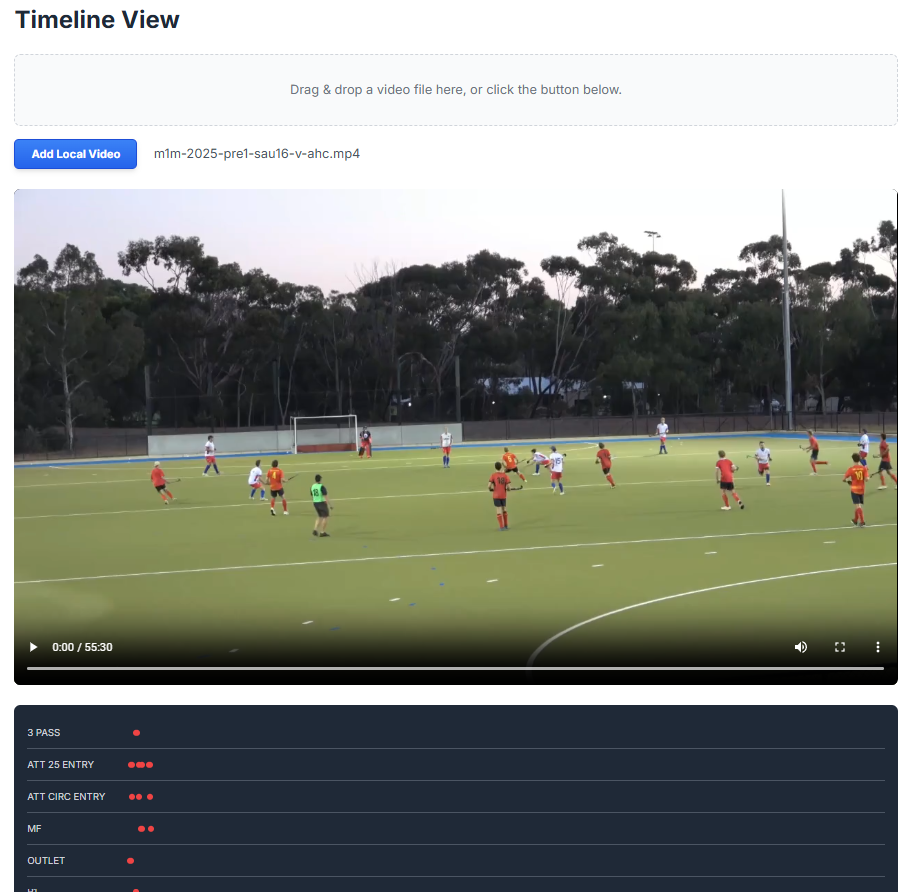 Timeline View
Drag & drop a video file here, or click the button below.
Add Local Video
m1m-2025-pre1-sau16-v-ahc.mp4
0:00 / 55:30
3 PASS
ATT 25 ENTRY
ATT CIRC ENTRY
MF
OUTLET